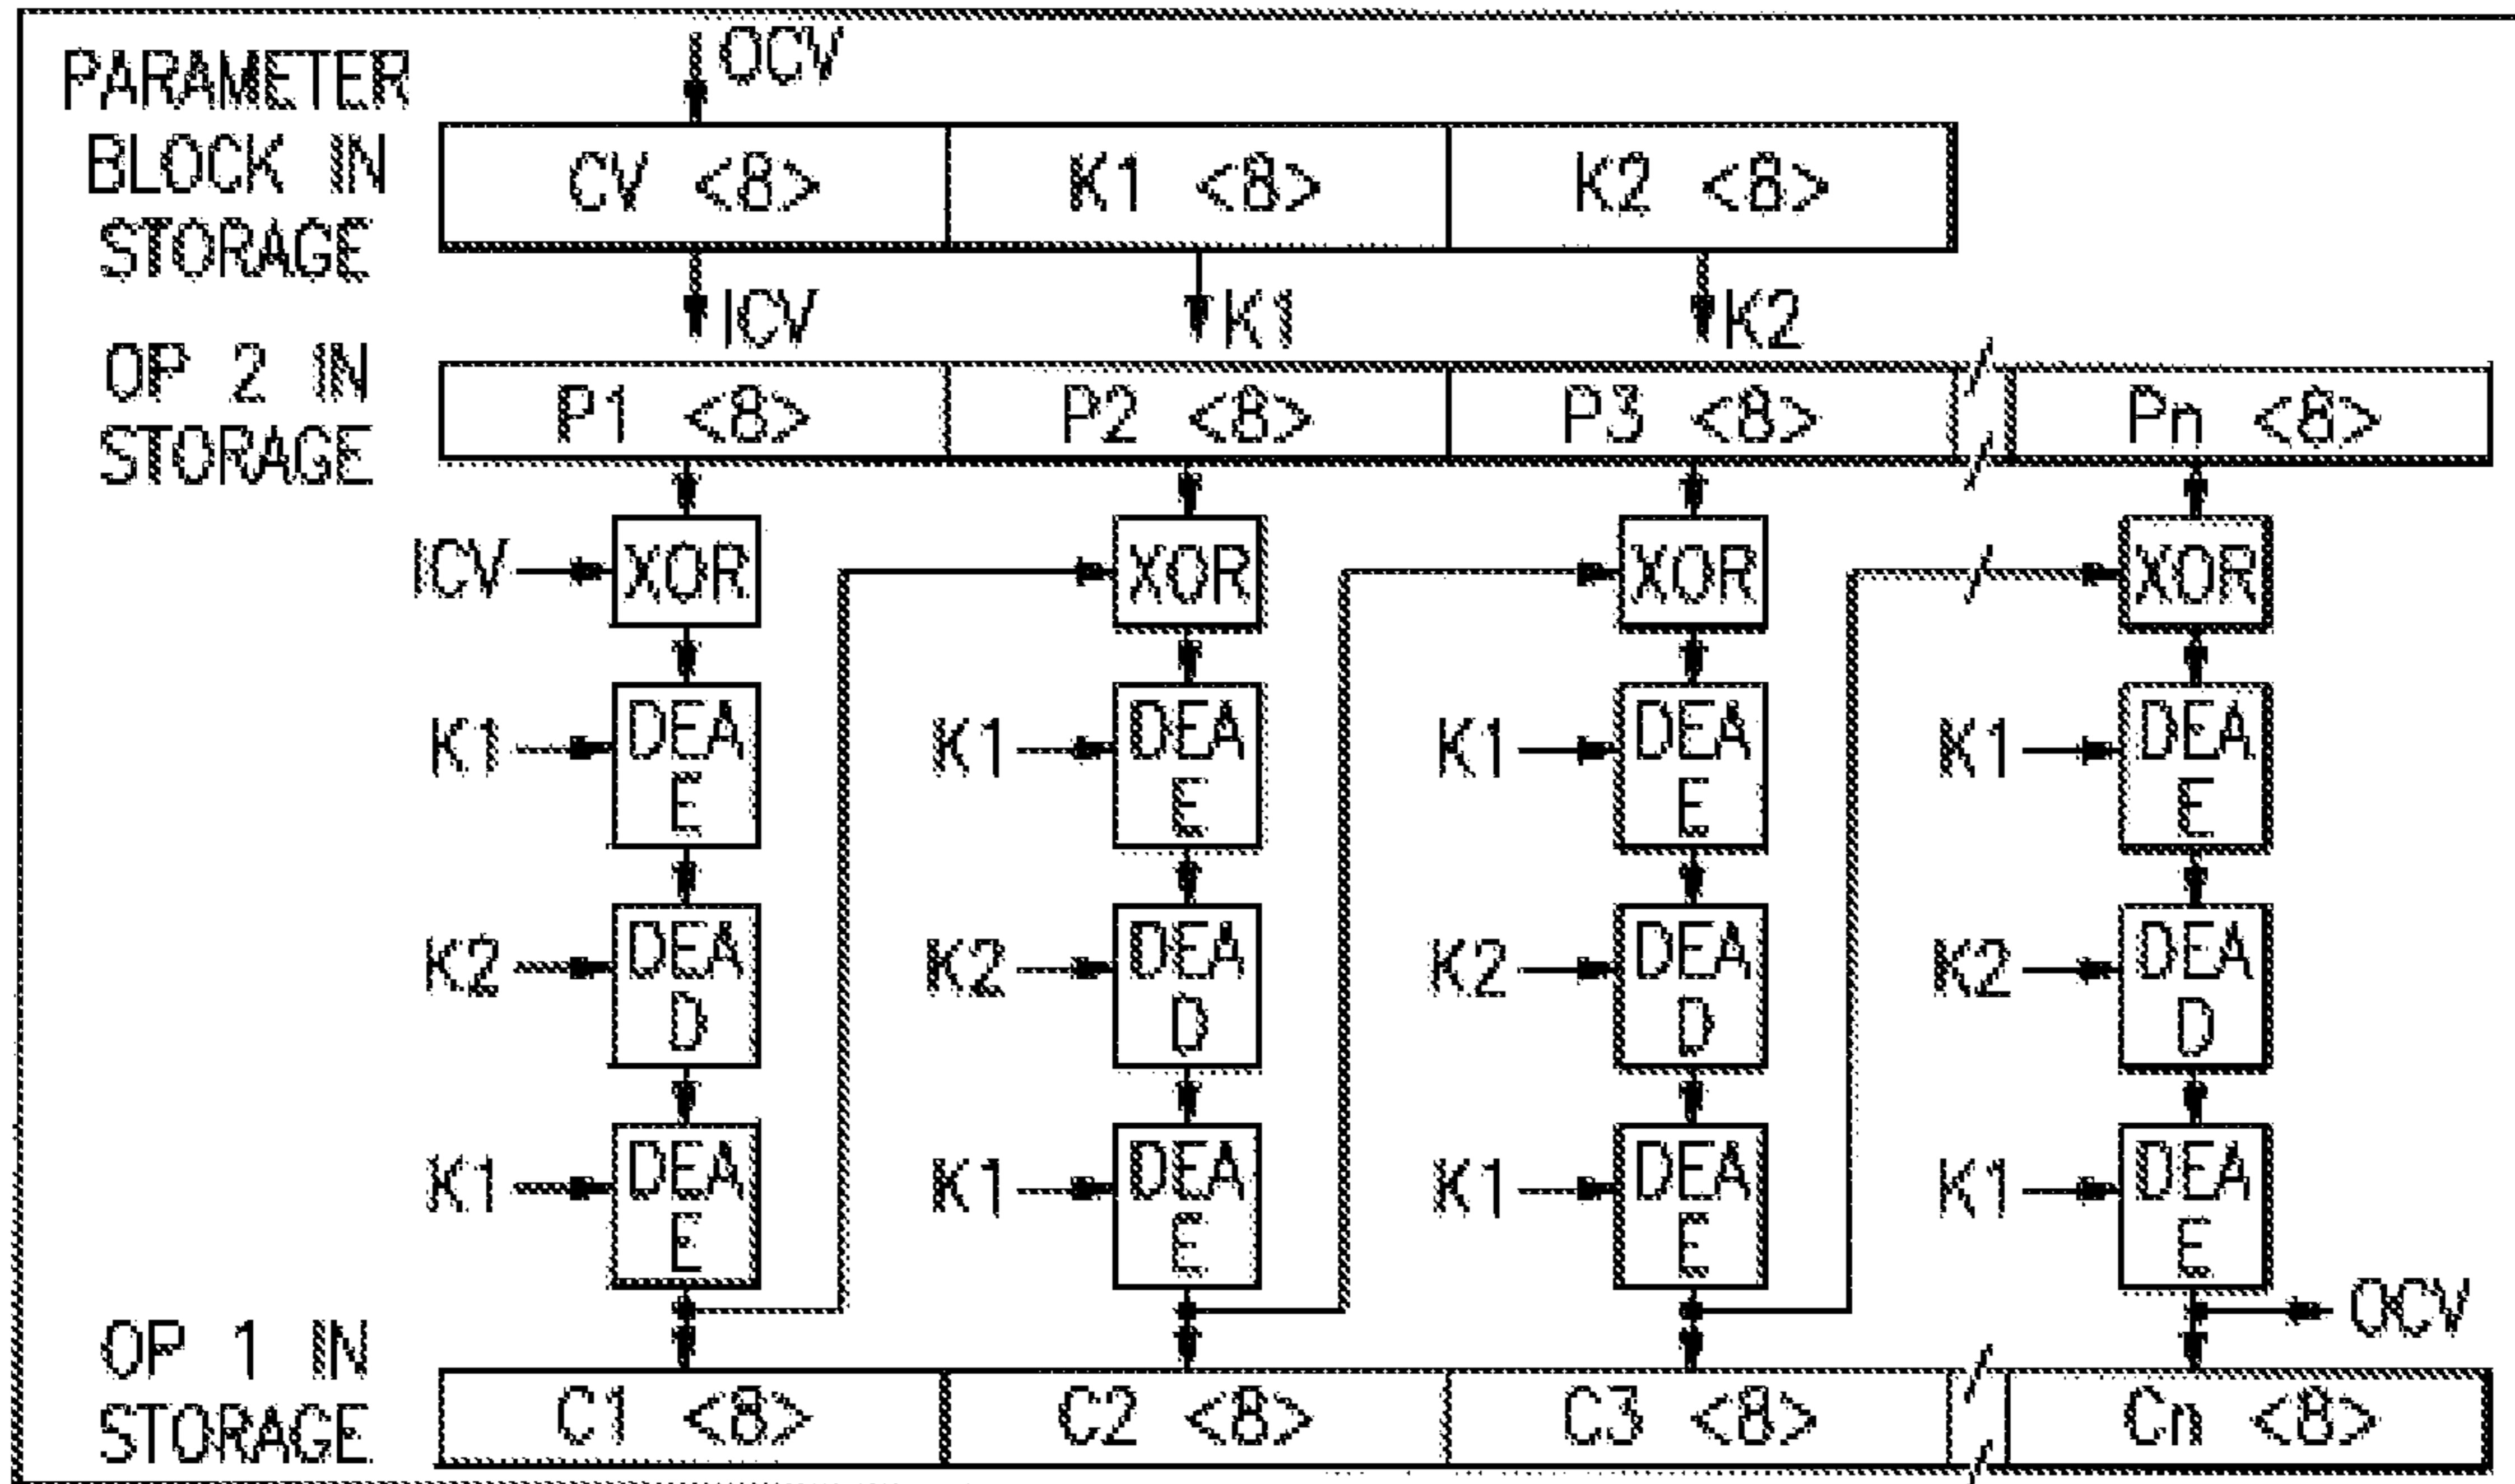 OCV
PARAMETER
BLOCK IN
STORAGE
CV <8> K1 <8> K2 <8>
ICV K1 K2
OP 2 IN
STORAGE
P1 <8> P2 <8> P3 <8> Pn <8>
ICV XOR XOR XOR XOR
K1 DEA K1 DEA K1 DEA K1 DEA
E E E E
K2 DEA K2 DEA K2 DEA K2 DEA
D D D D
K1 DEA K1 DEA K1 DEA K1 DEA
E E E E
OCV
OP 1 IN
STORAGE
C1 <8> C2 <8> C3 <8> Cn <8>